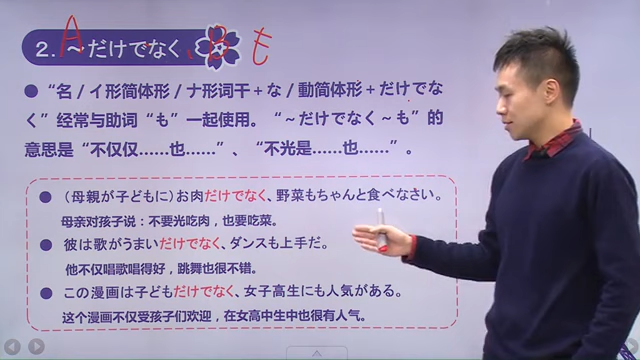 2. ～だけでなく
A B も
● “名 / イ形简体形 / ナ形词干 + な / 動简体形 + だけでな
く”经常与助词“も”一起使用。“～だけでなく～も”的
意思是“不仅仅……也……”、“不光是……也……”。
● （母親が子どもに）お肉だけでなく、野菜もちゃんと食べなさい。
母亲对孩子说：不要光吃肉，也要吃菜。
● 彼は歌がうまいだけでなく、ダンスも上手だ。
他不仅唱歌唱得好，跳舞也很不错。
● この漫画は子どもだけでなく、女子高生にも人気がある。
这个漫画不仅受孩子们欢迎，在女高中生中也很有人气。